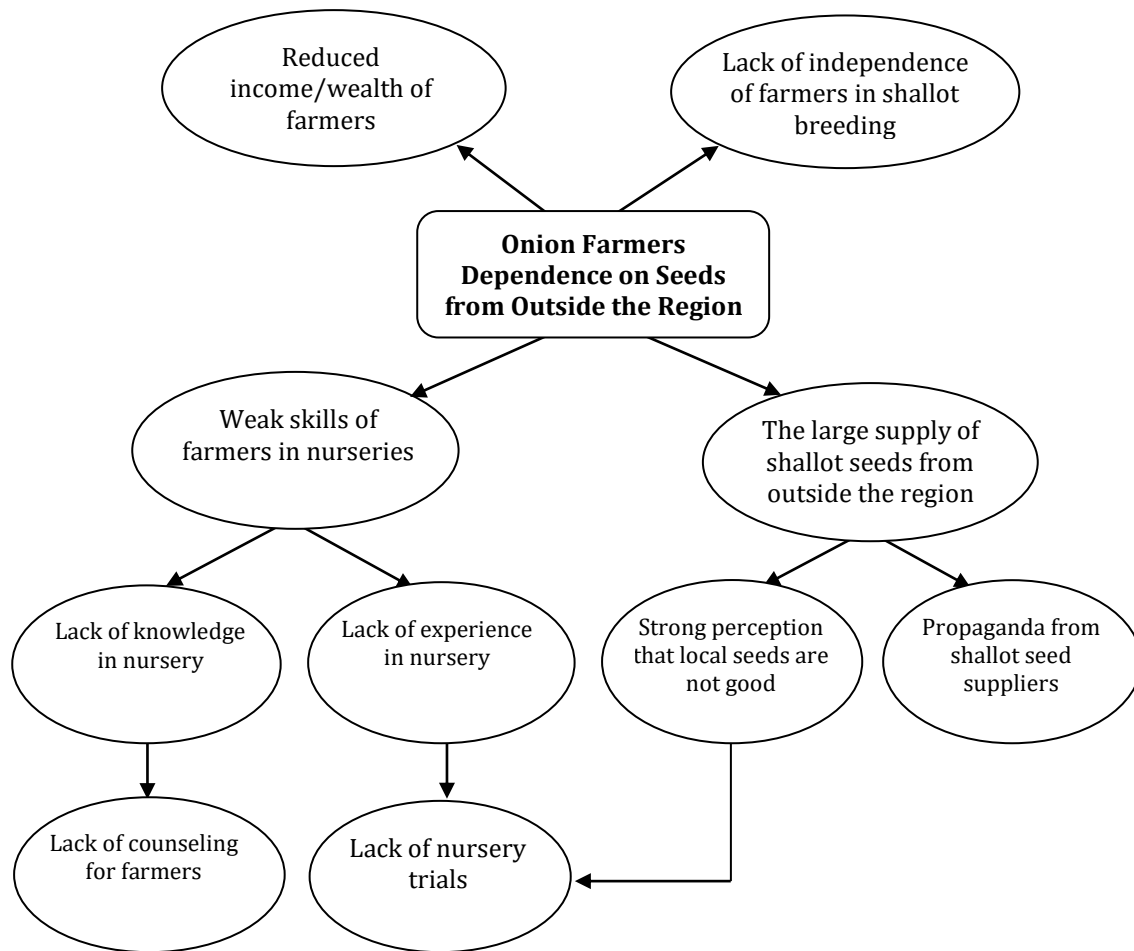 Reduced
income/wealth of
farmers
Lack of independence
of farmers in shallot
breeding
Onion Farmers
Dependence on Seeds
from Outside the Region
Weak skills of
farmers in nurseries
The large supply of
shallot seeds from
outside the region
Lack of knowledge
in nursery
Lack of experience
in nursery
Strong perception
that local seeds are
not good
Propaganda from
shallot seed
suppliers
Lack of counseling
for farmers
Lack of nursery
trials